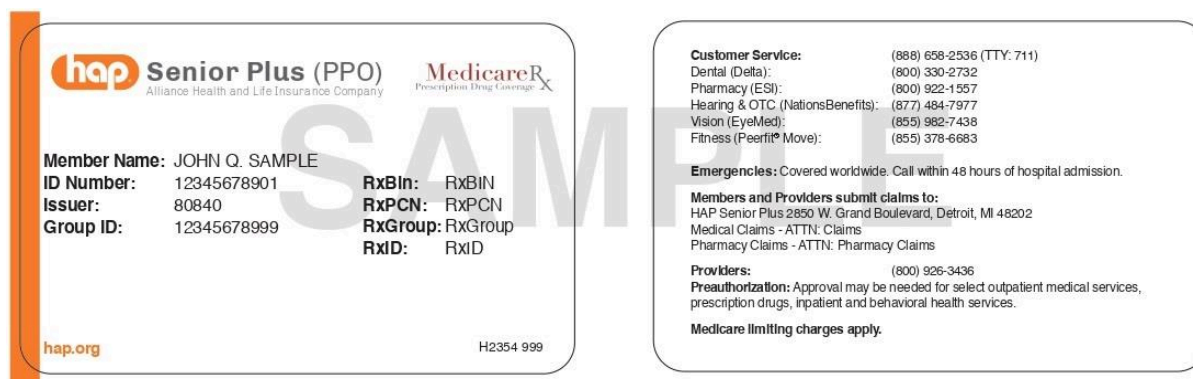 hap Senior Plus (PPO)
Alliance Health and Life Insurance Company
MedicareRx
Prescription Drug Coverage
SAMPLE
Member Name: JOHN Q. SAMPLE
ID Number: 12345678901
Issuer: 80840
Group ID: 12345678999
RxBin: RxBIN
RxPCN: RxPCN
RxGroup: RxGroup
RxID: RxID
hap.org
H2354 999
Customer Service: (888) 658-2536 (TTY: 711)
Dental (Delta): (800) 330-2732
Pharmacy (ESI): (800) 922-1557
Hearing & OTC (NationsBenefits): (877) 484-7977
Vision (EyeMed): (855) 982-7438
Fitness (Peerfit® Move): (855) 378-6683
Emergencies: Covered worldwide. Call within 48 hours of hospital admission.
Members and Providers submit claims to:
HAP Senior Plus 2850 W. Grand Boulevard, Detroit, MI 48202
Medical Claims - ATTN: Claims
Pharmacy Claims - ATTN: Pharmacy Claims
Providers: (800) 926-3436
Preauthorization: Approval may be needed for select outpatient medical services,
prescription drugs, inpatient and behavioral health services.
Medicare limiting charges apply.